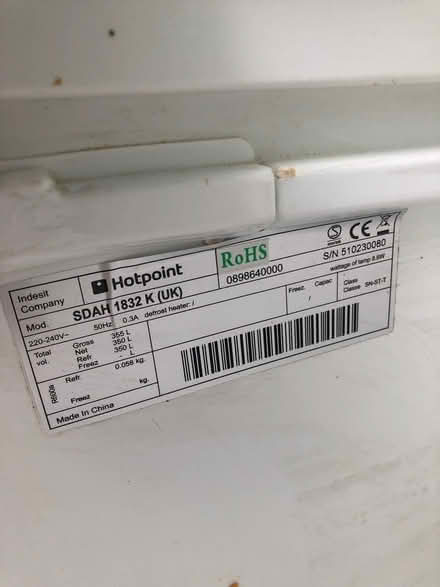 Indesit Company
Hotpoint
RoHS
0898640000
CE
S/N 510230080
Mod. SDAH 1832 K (UK)
wattage of lamp 8.8W
220-240V~ 50Hz 0.3A defrost heater: /
Total vol.
Gross 355 L
Net 350 L
Refr 350 L
Freez - L
Freez. Capac /
Class Classe SN-ST-T
R600a
Refr. 0.058 kg.
Freez kg.
Made in China